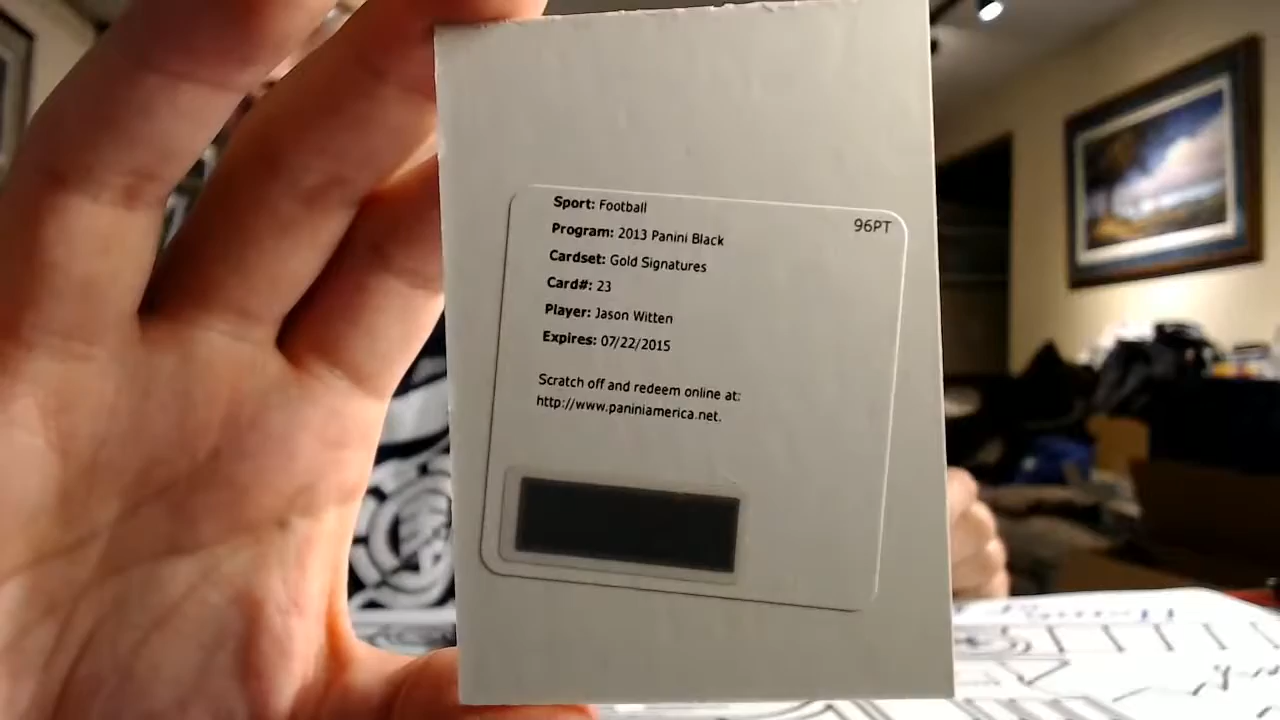 Sport: Football
96PT
Program: 2013 Panini Black
Cardset: Gold Signatures
Card#: 23
Player: Jason Witten
Expires: 07/22/2015
Scratch off and redeem online at:
http://www.paniniamerica.net.